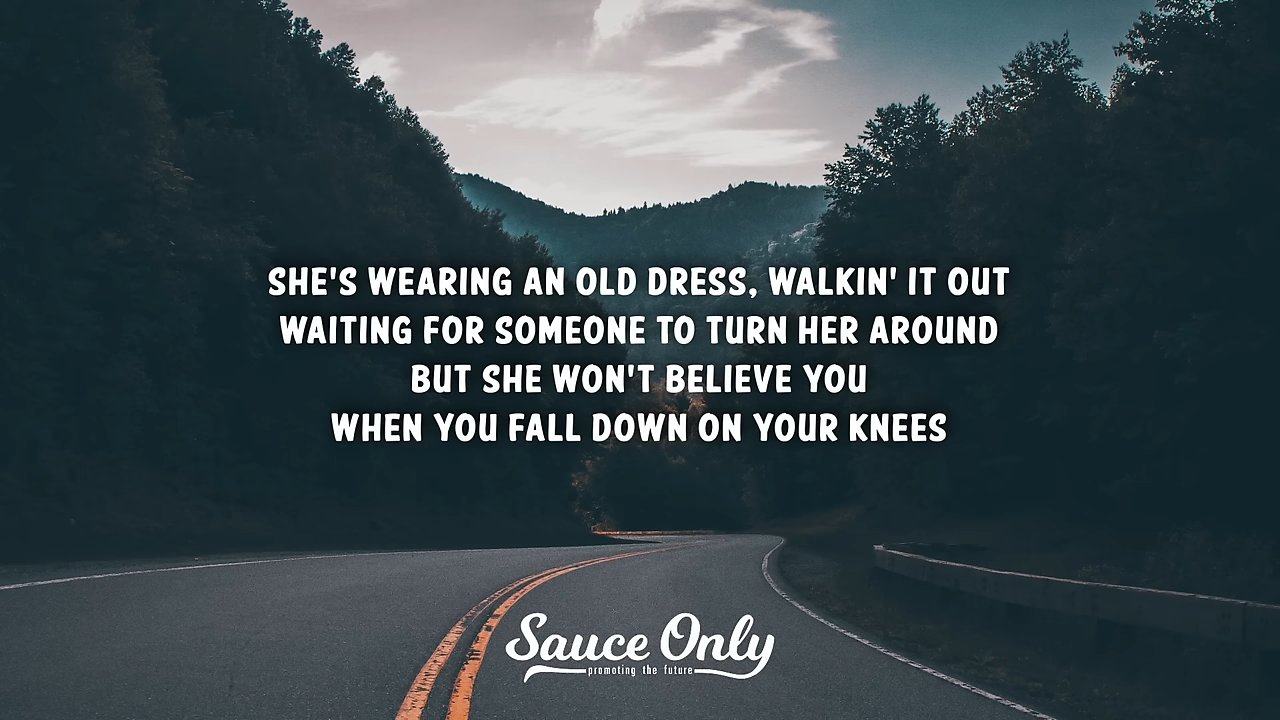 SHE'S WEARING AN OLD DRESS, WALKIN' IT OUT
WAITING FOR SOMEONE TO TURN HER AROUND
BUT SHE WON'T BELIEVE YOU
WHEN YOU FALL DOWN ON YOUR KNEES
Sauce Only
promoting the future